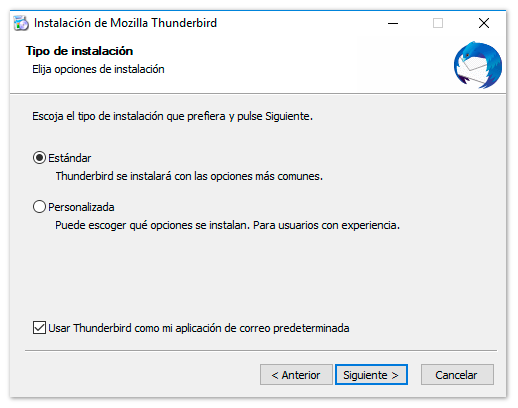 Instalación de Mozilla Thunderbird
Tipo de instalación
Elija opciones de instalación
Escoja el tipo de instalación que prefiera y pulse Siguiente.
Estándar
Thunderbird se instalará con las opciones más comunes.
Personalizada
Puede escoger qué opciones se instalan. Para usuarios con experiencia.
Usar Thunderbird como mi aplicación de correo predeterminada
< Anterior Siguiente > Cancelar